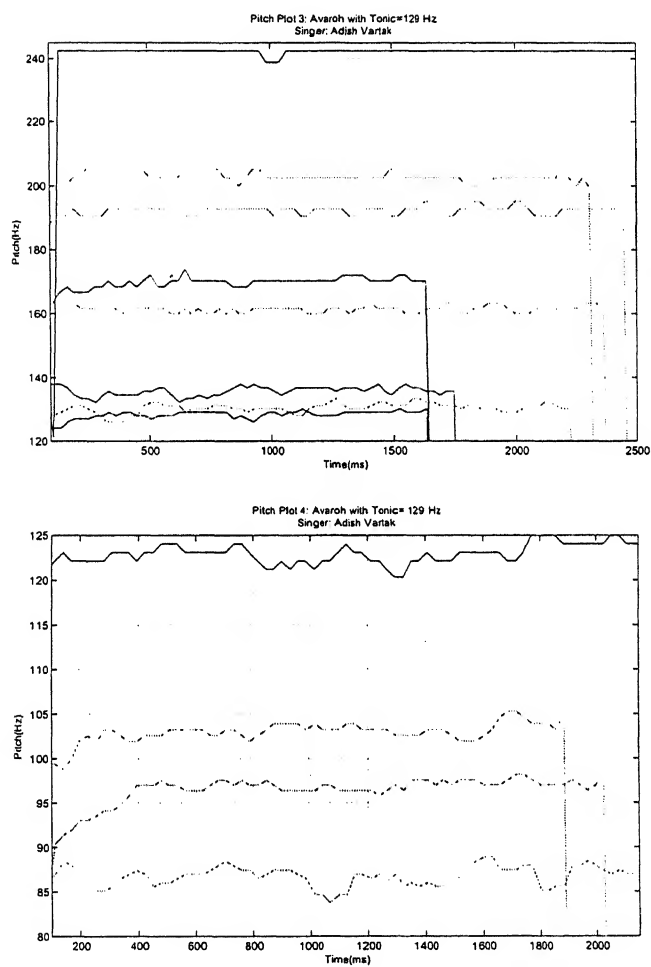 Pitch Plot 3: Avaroh with Tonic=129 Hz
Singer: Adish Vartak
240
220
200
180
160
140
120
Pitch(Hz)
500 1000 1500 2000 2500
Time(ms)
Pitch Plot 4: Avaroh with Tonic= 129 Hz
Singer: Adish Vartak
125
120
115
110
105
100
95
90
85
80
Pitch(Hz)
200 400 600 800 1000 1200 1400 1600 1800 2000
Time(ms)